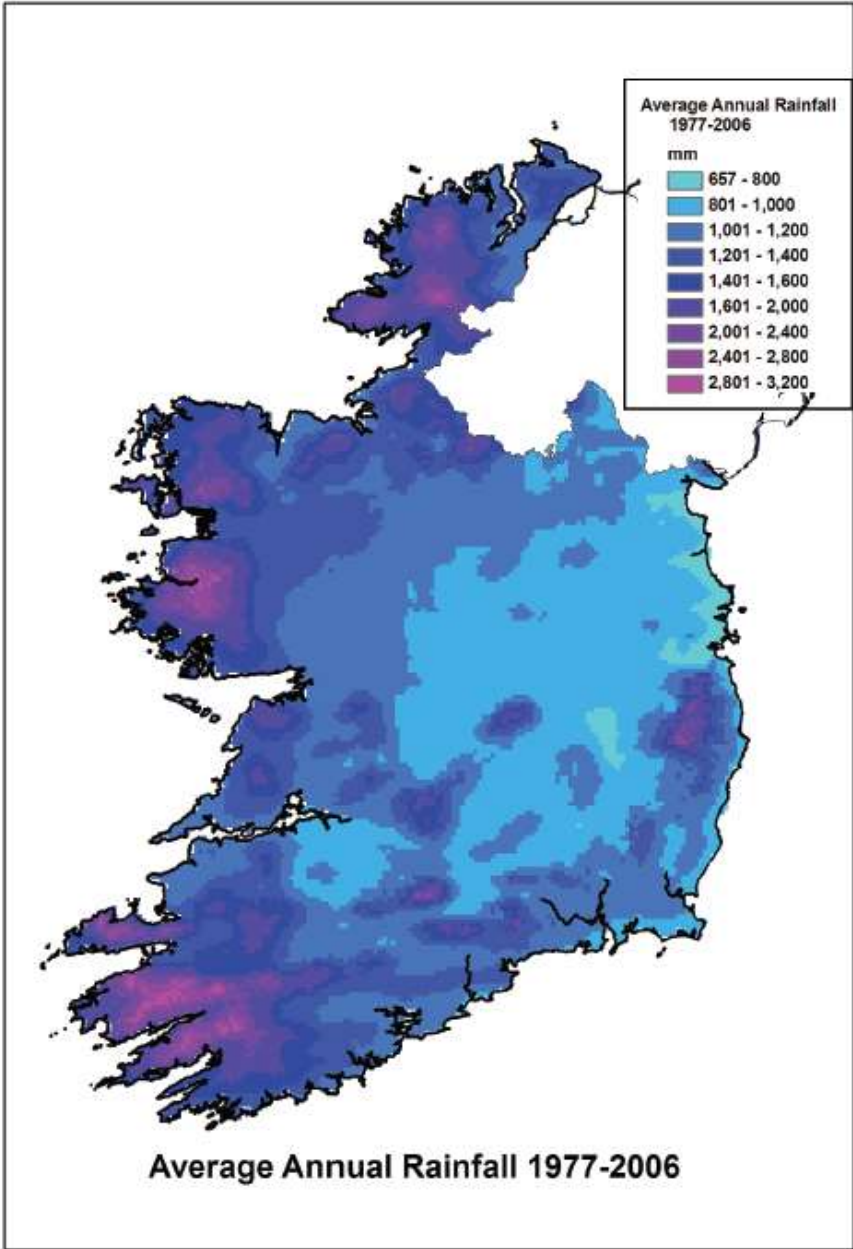 Average Annual Rainfall
1977-2006
mm
657 - 800
801 - 1,000
1,001 - 1,200
1,201 - 1,400
1,401 - 1,600
1,601 - 2,000
2,001 - 2,400
2,401 - 2,800
2,801 - 3,200
Average Annual Rainfall 1977-2006